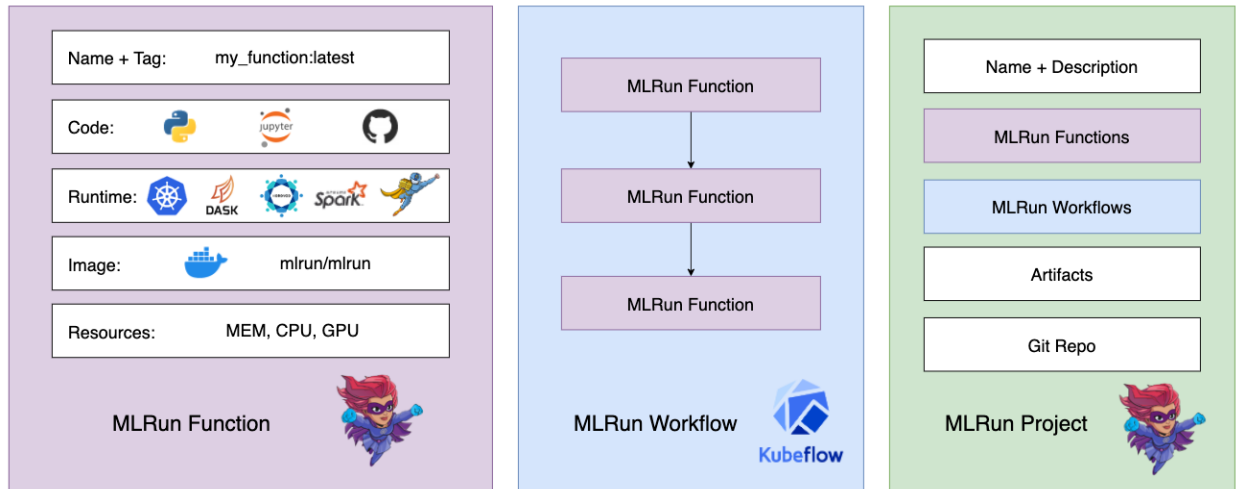 Name + Tag: my_function:latest
Code: jupyter
Runtime: DASK Spark
Image: mlrun/mlrun
Resources: MEM, CPU, GPU
MLRun Function
MLRun Function
MLRun Function
MLRun Function
MLRun Workflow
Kubeflow
Name + Description
MLRun Functions
MLRun Workflows
Artifacts
Git Repo
MLRun Project